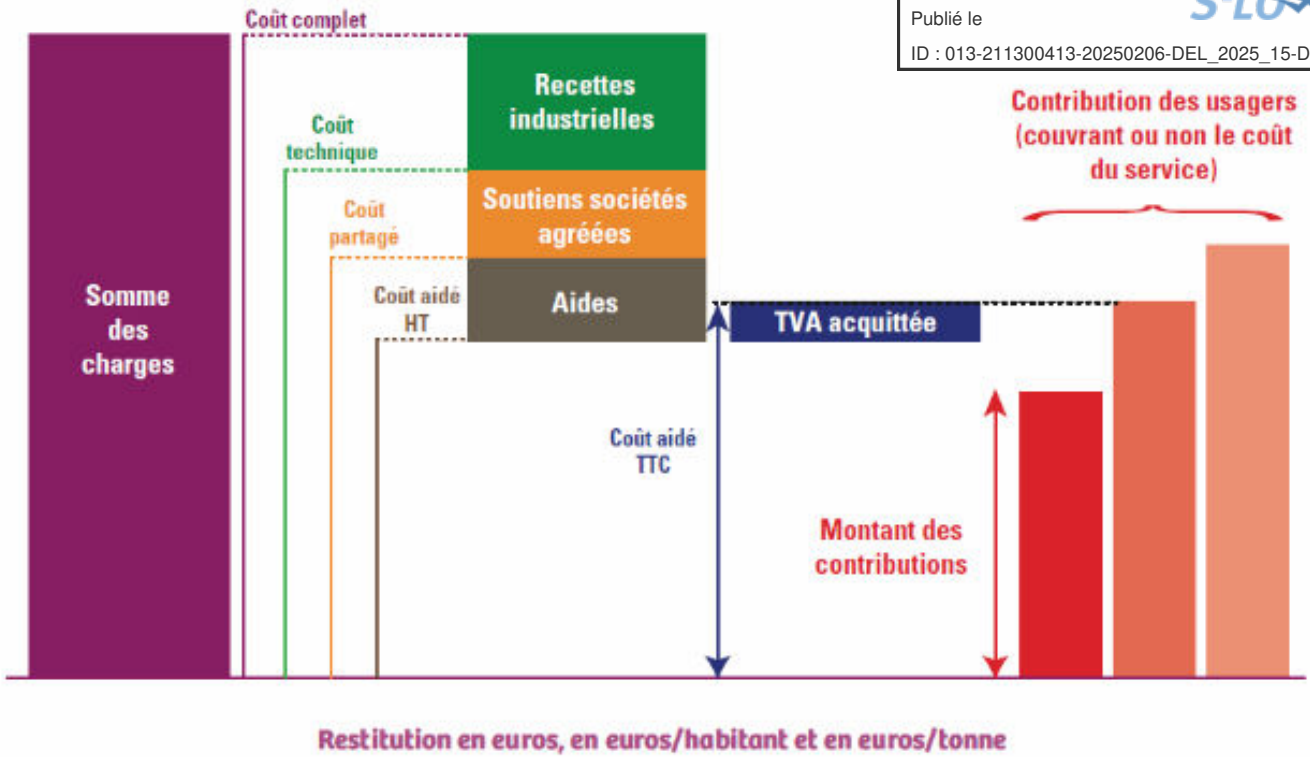 Publié le
S²LO
ID : 013-211300413-20250206-DEL_2025_15-D
Coût complet
Recettes
industrielles
Coût
technique
Soutiens sociétés
agréées
Coût
partagé
Coût aidé
HT
Aides
Somme
des
charges
TVA acquittée
Coût aidé
TTC
Contribution des usagers
(couvrant ou non le coût
du service)
Montant des
contributions
Restitution en euros, en euros/habitant et en euros/tonne